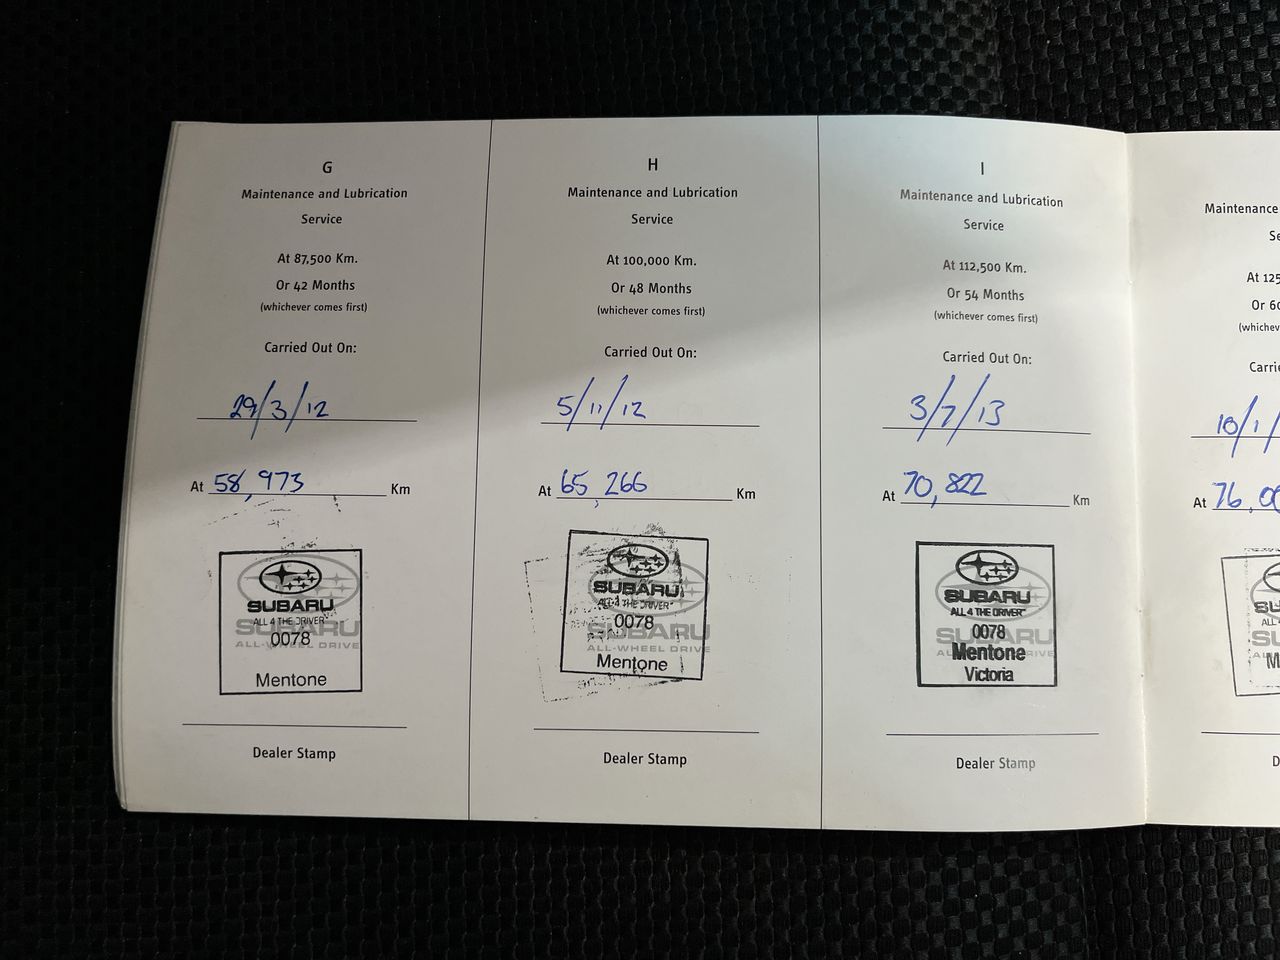 G
Maintenance and Lubrication
Service
At 87,500 Km.
Or 42 Months
(whichever comes first)
Carried Out On:
29/3/12
At 58,973 Km
SUBARU
ALL 4 THE DRIVER
SUBARU
0078
ALL-WHEEL DRIVE
Mentone
Dealer Stamp
H
Maintenance and Lubrication
Service
At 100,000 Km.
Or 48 Months
(whichever comes first)
Carried Out On:
5/11/12
At 65,266 Km
SUBARU
ALL 4 THE DRIVER
0078
SUBARU
ALL-WHEEL DRIVE
Mentone
Dealer Stamp
I
Maintenance and Lubrication
Service
At 112,500 Km.
Or 54 Months
(whichever comes first)
Carried Out On:
3/7/13
At 70,822 Km
SUBARU
ALL 4 THE DRIVER
0078
SUBARU
Mentone
Victoria
Dealer Stamp
Maintenance
At 125
Or 60
At 76,0